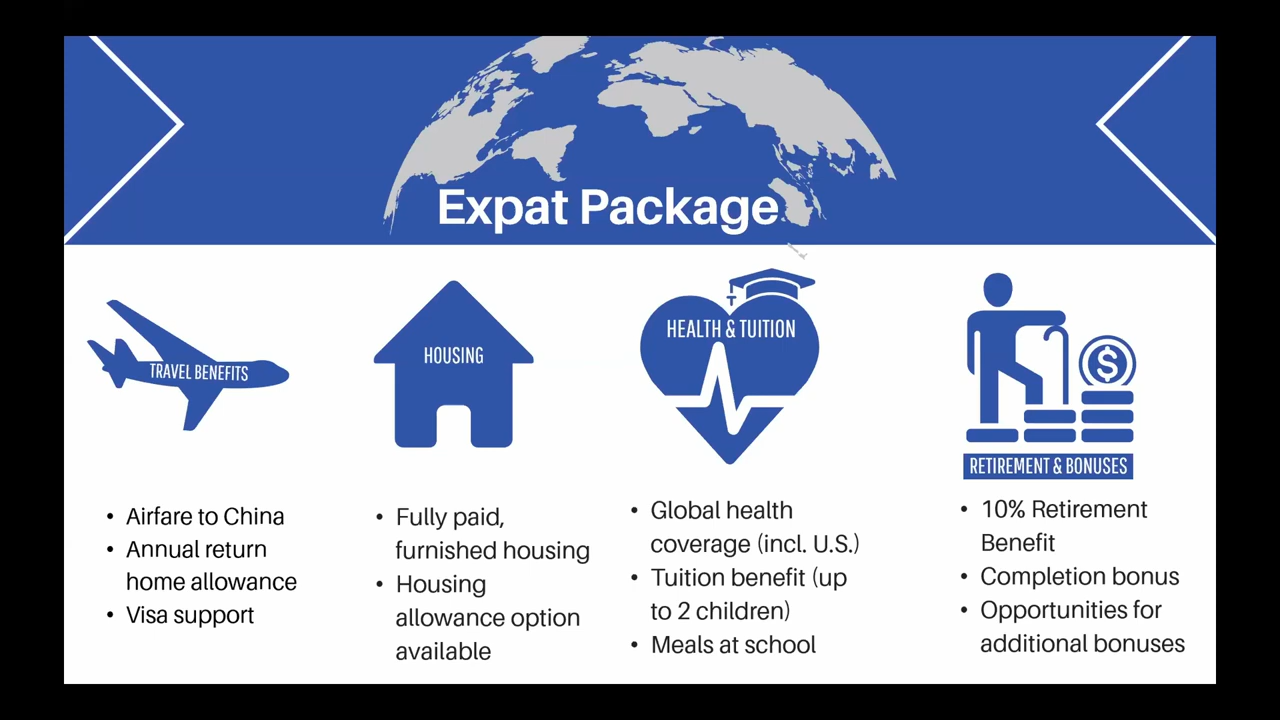 Expat Package
TRAVEL BENEFITS
HOUSING
HEALTH & TUITION
$
RETIREMENT & BONUSES
• Airfare to China
• Annual return
home allowance
• Visa support
• Fully paid,
furnished housing
• Housing
allowance option
available
• Global health
coverage (incl. U.S.)
• Tuition benefit (up
to 2 children)
• Meals at school
• 10% Retirement
Benefit
• Completion bonus
• Opportunities for
additional bonuses